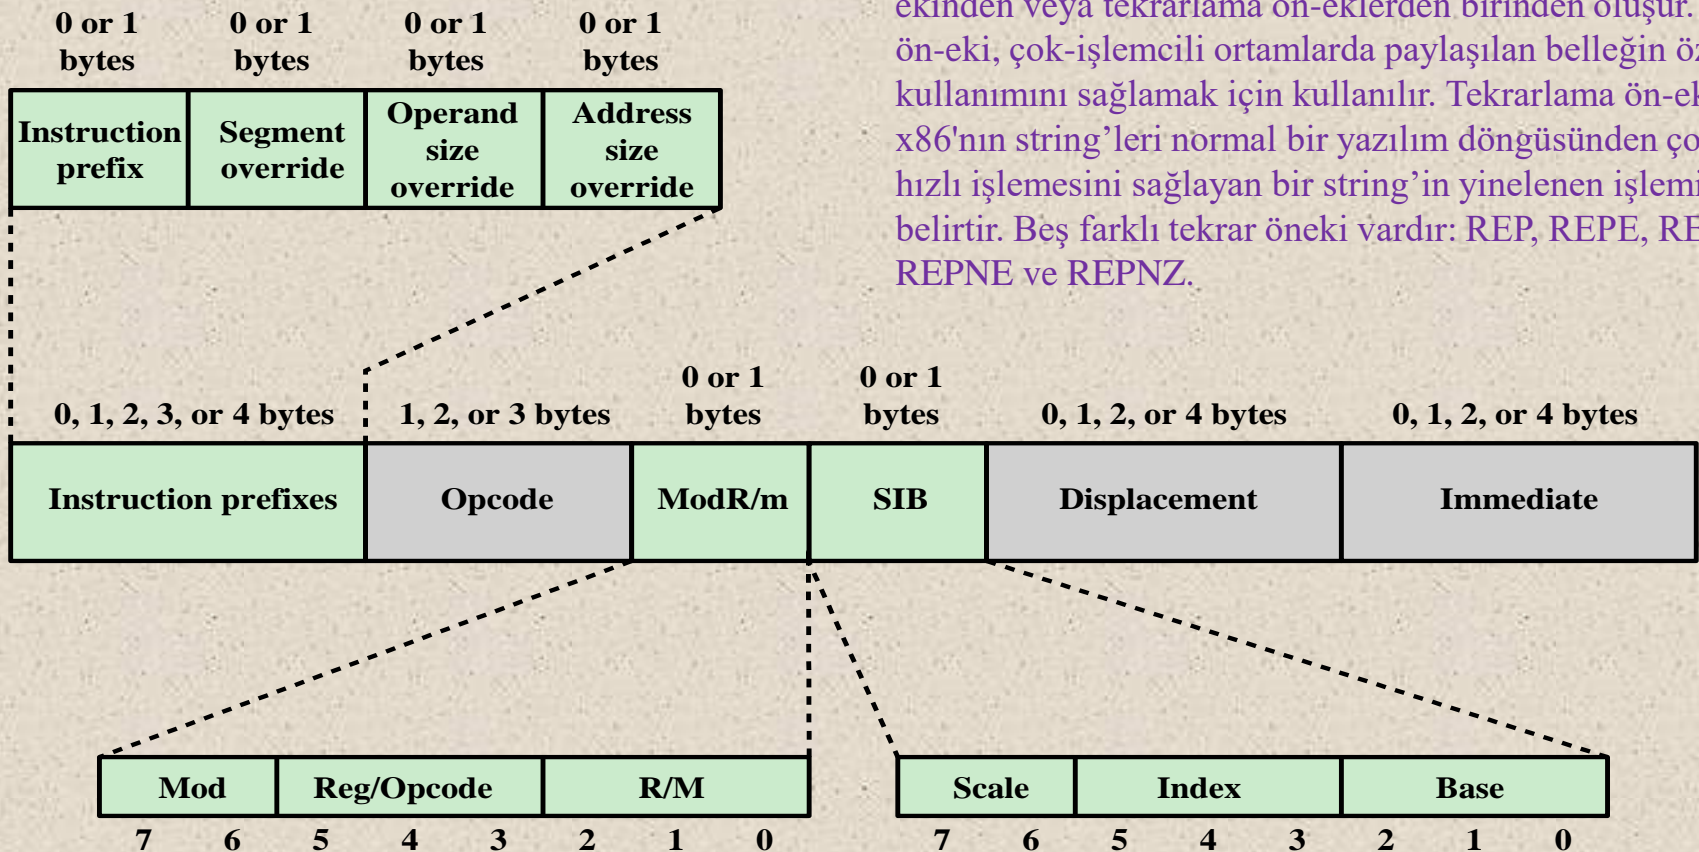 ekinden veya tekrarlama ön-eklerden birinden oluşur.
ön-eki, çok-işlemcili ortamlarda paylaşılan belleğin
kullanımını sağlamak için kullanılır. Tekrarlama
x86'nın string’leri normal bir yazılım döngüsünden
hızlı işlemesini sağlayan bir string’in yinelenen
belirtir. Beş farklı tekrar öneki vardır: REP, REPE,
REPNE ve REPNZ.
0 or 1 bytes
0 or 1 bytes
0 or 1 bytes
0 or 1 bytes
Instruction prefix
Segment override
Operand size override
Address size override
0, 1, 2, 3, or 4 bytes
1, 2, or 3 bytes
0 or 1 bytes
0 or 1 bytes
0, 1, 2, or 4 bytes
0, 1, 2, or 4 bytes
Instruction prefixes
Opcode
ModR/m
SIB
Displacement
Immediate
Mod
Reg/Opcode
R/M
Scale
Index
Base
7 6 5 4 3 2 1 0
7 6 5 4 3 2 1 0